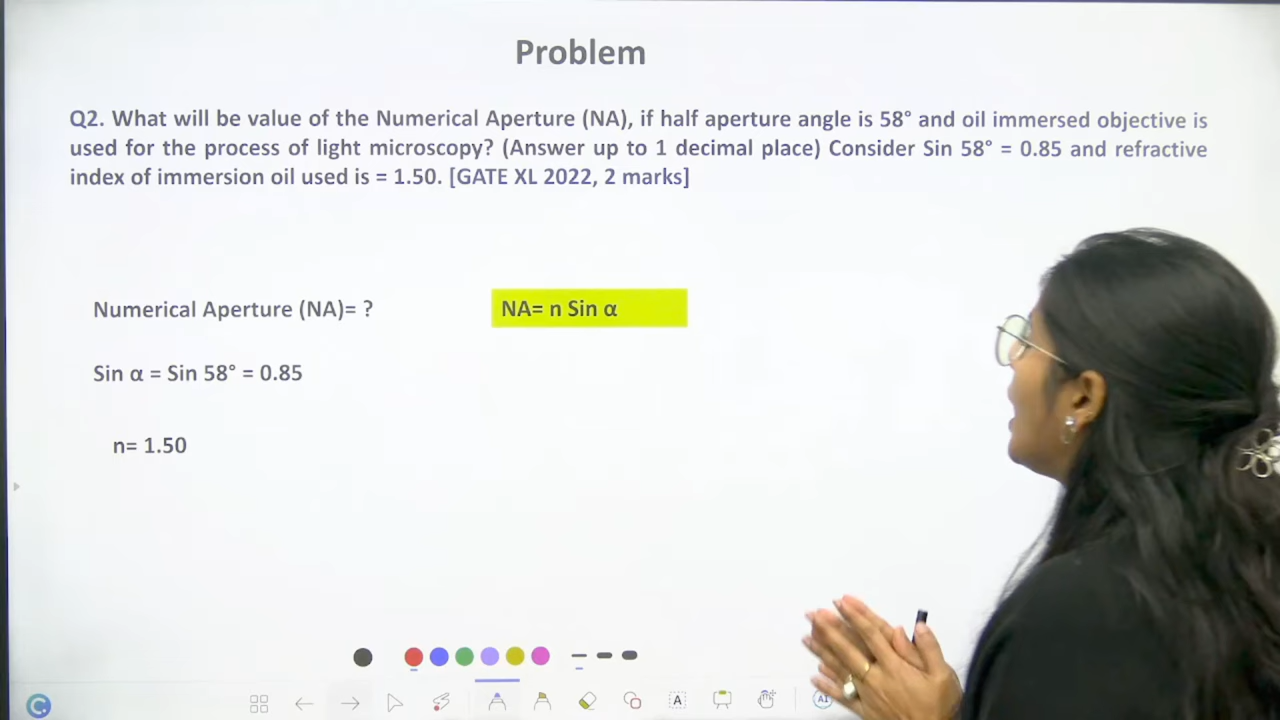 Problem
Q2. What will be value of the Numerical Aperture (NA), if half aperture angle is 58° and oil immersed objective is
used for the process of light microscopy? (Answer up to 1 decimal place) Consider Sin 58° = 0.85 and refractive
index of immersion oil used is = 1.50. [GATE XL 2022, 2 marks]
Numerical Aperture (NA)= ?
NA= n Sin α
Sin α = Sin 58° = 0.85
n= 1.50
A
AI